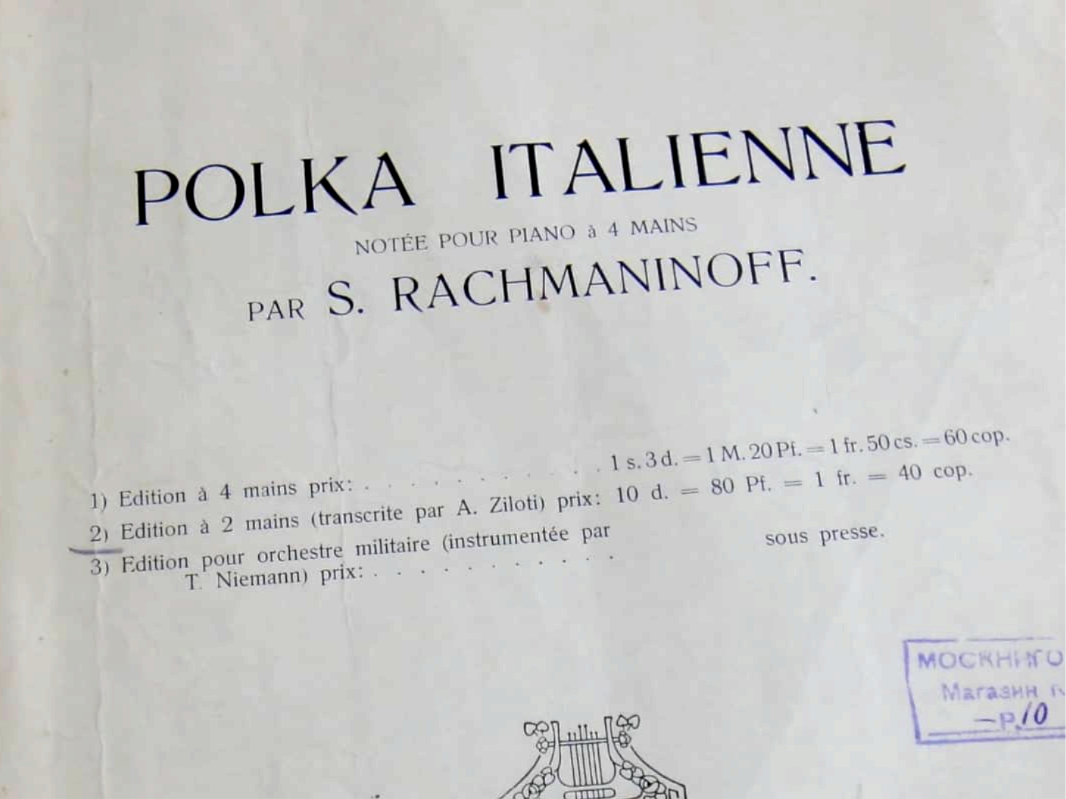 POLKA ITALIENNE
NOTÉE POUR PIANO à 4 MAINS
PAR S. RACHMANINOFF.
1) Edition à 4 mains prix: . . . . . . . . . . . 1 s. 3 d. = 1 M. 20 Pf. = 1 fr. 50 cs. = 60 cop.
2) Edition à 2 mains (transcrite par A. Ziloti) prix: 10 d. = 80 Pf. = 1 fr. = 40 cop.
3) Edition pour orchestre militaire (instrumentée par
T. Niemann) prix: . . . . . . . . . . . sous presse.
МОСКНИГО
Магазин
—Р.10